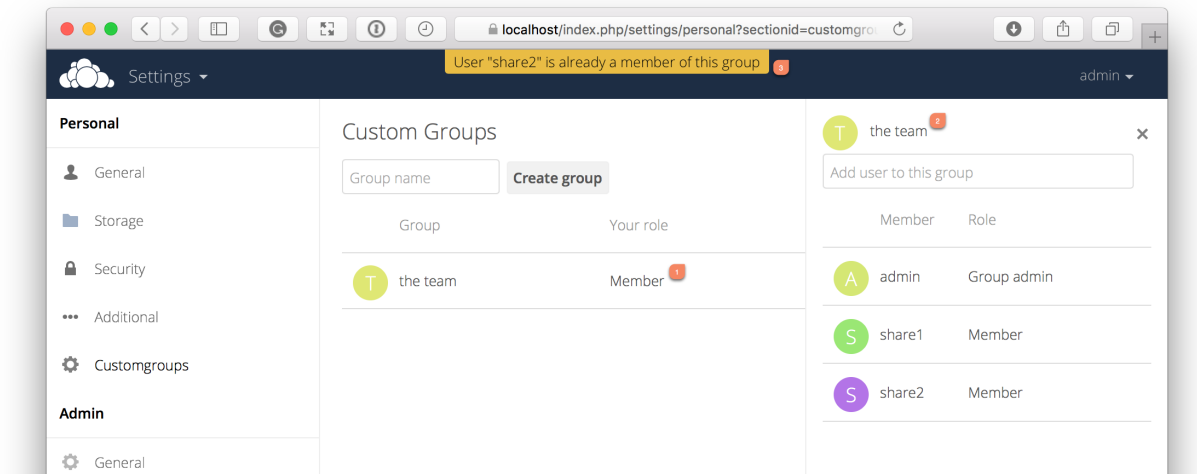 localhost/index.php/settings/personal?sectionid=customgro
User "share2" is already a member of this group 3
Settings
admin
Personal
General
Storage
Security
Additional
Customgroups
Admin
General
Custom Groups
Group name Create group
Group Your role
T the team Member 1
T the team 2
Add user to this group
Member Role
A admin Group admin
S share1 Member
S share2 Member